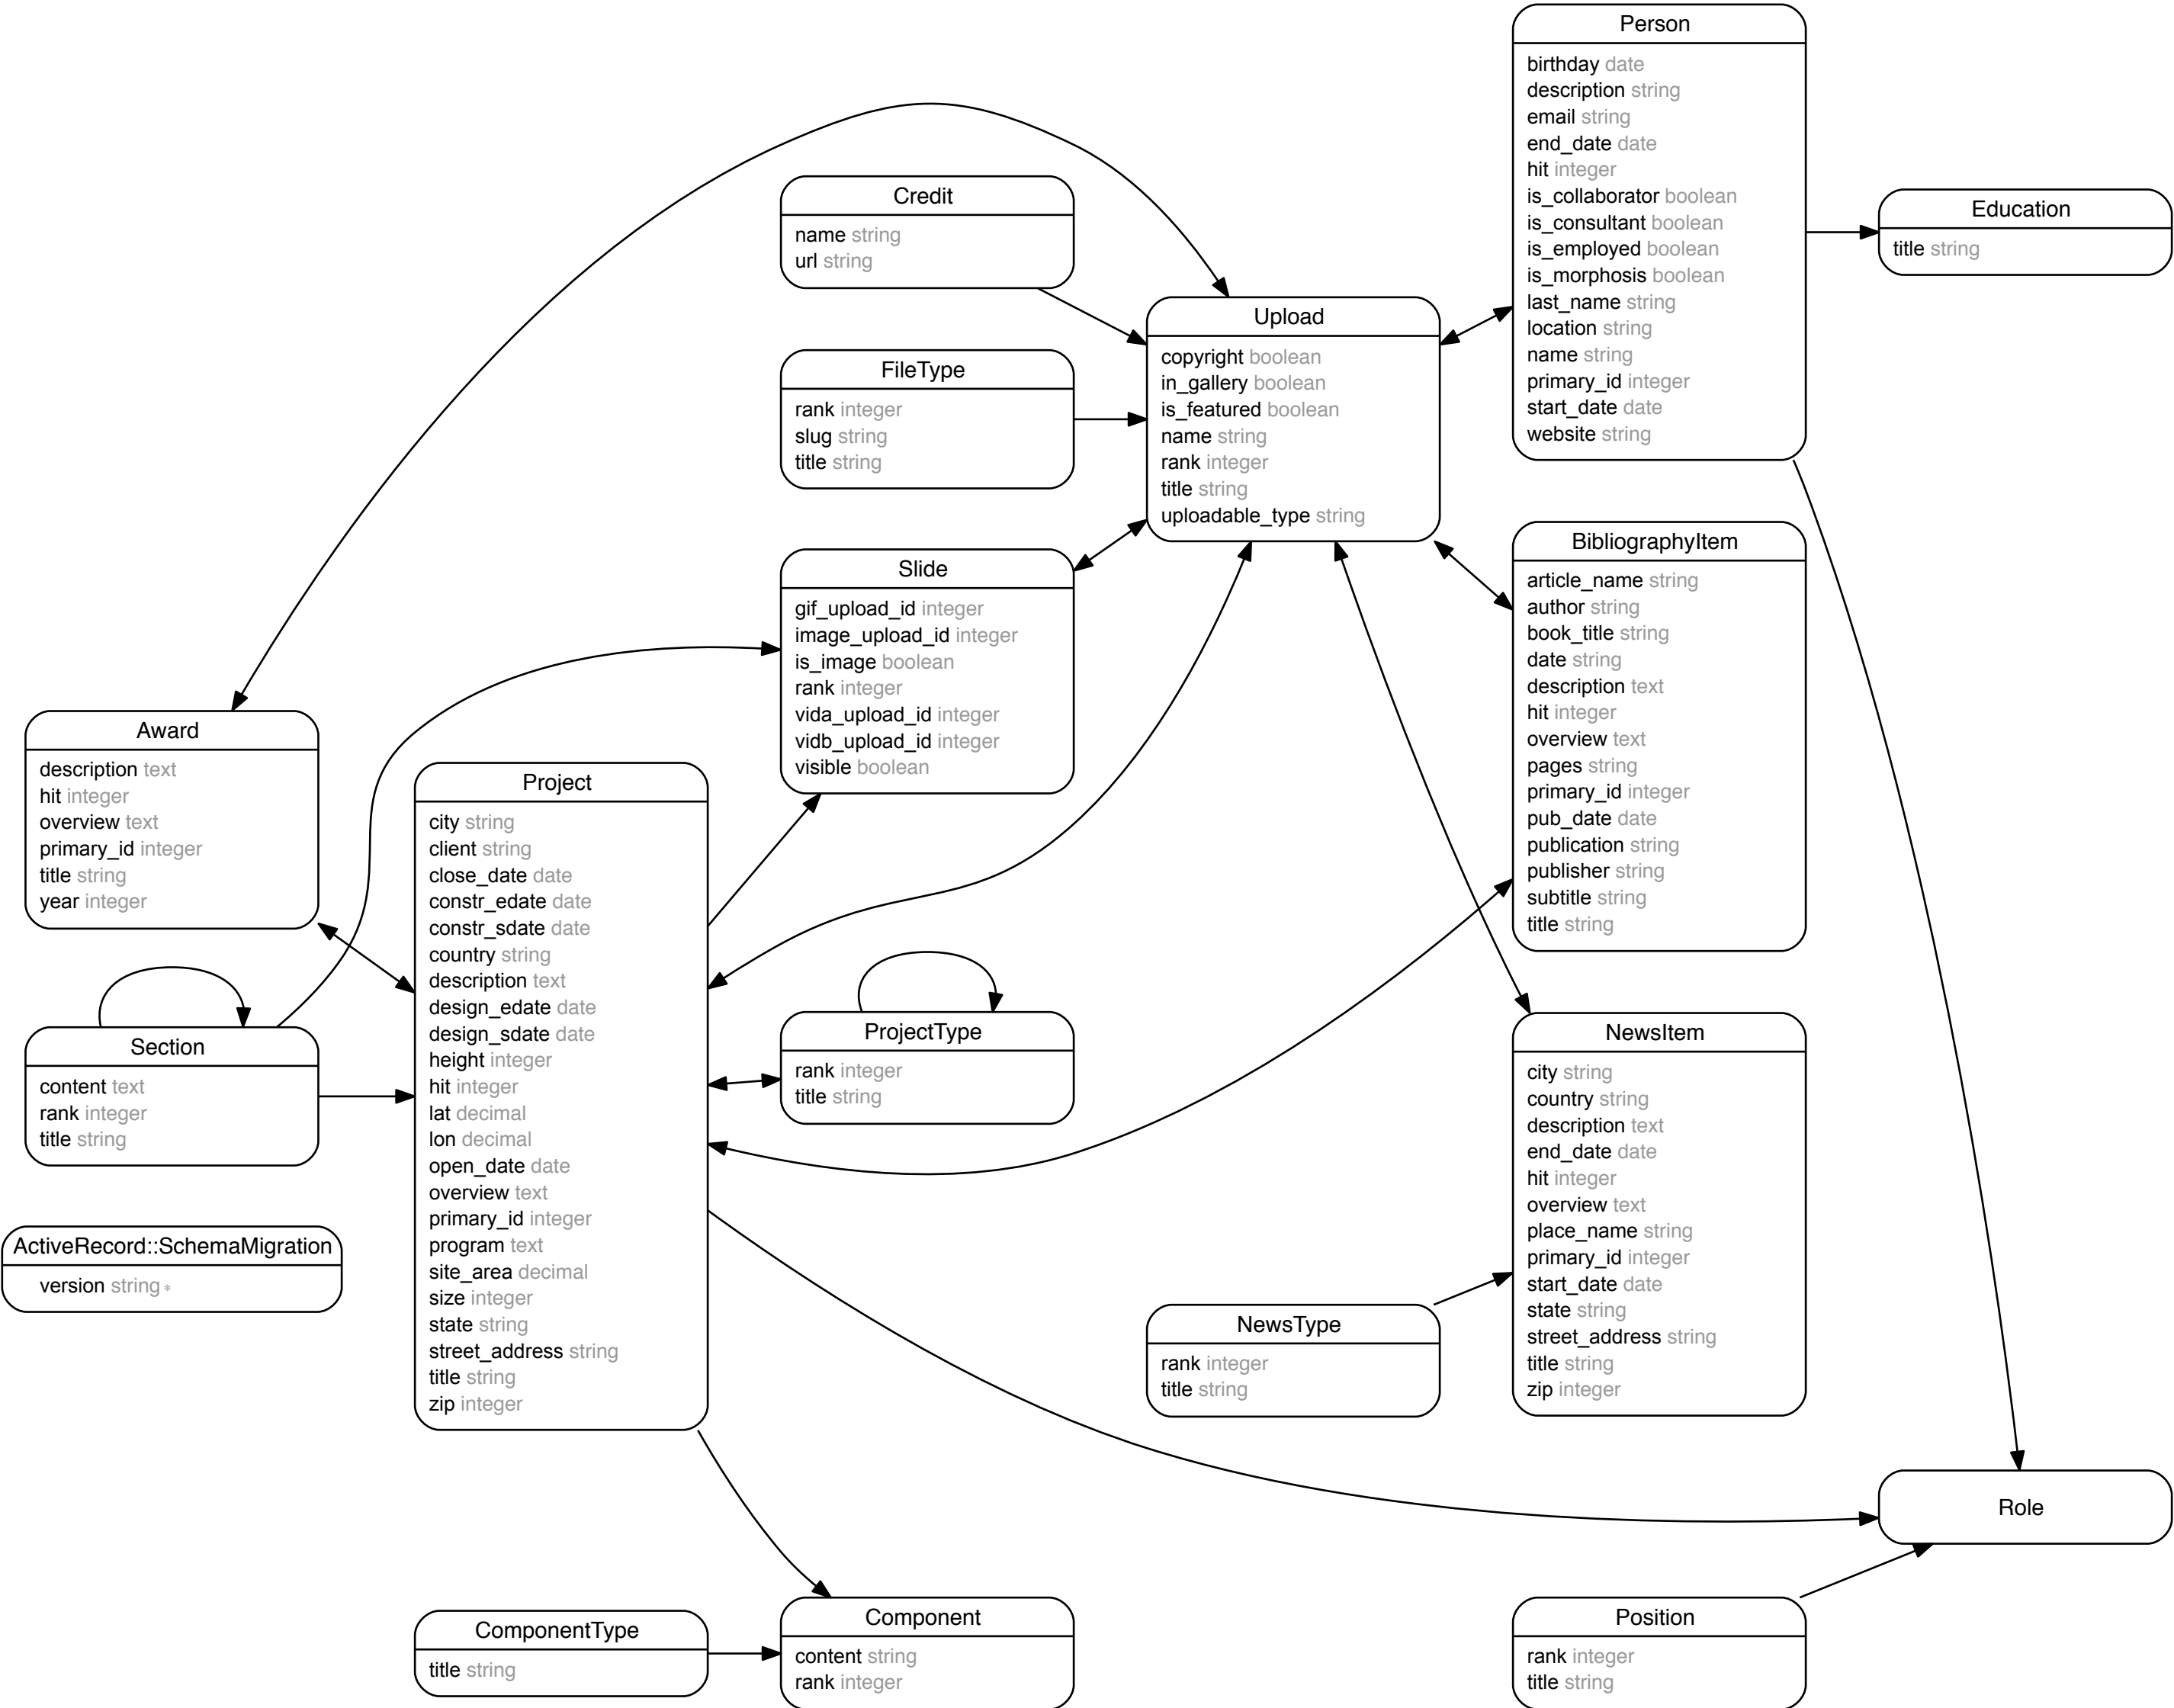 Person
birthday date
description string
email string
end_date date
hit integer
is_collaborator boolean
is_consultant boolean
is_employed boolean
is_morphosis boolean
last_name string
location string
name string
primary_id integer
start_date date
website string
Credit
name string
url string
Education
title string
Upload
copyright boolean
in_gallery boolean
is_featured boolean
name string
rank integer
title string
uploadable_type string
FileType
rank integer
slug string
title string
BibliographyItem
article_name string
author string
book_title string
date string
description text
hit integer
overview text
pages string
primary_id integer
pub_date date
publication string
publisher string
subtitle string
title string
Slide
gif_upload_id integer
image_upload_id integer
is_image boolean
rank integer
vida_upload_id integer
vidb_upload_id integer
visible boolean
Award
description text
hit integer
overview text
primary_id integer
title string
year integer
Project
city string
client string
close_date date
constr_edate date
constr_sdate date
country string
description text
design_edate date
design_sdate date
height integer
hit integer
lat decimal
lon decimal
open_date date
overview text
primary_id integer
program text
site_area decimal
size integer
state string
street_address string
title string
zip integer
ProjectType
rank integer
title string
Section
content text
rank integer
title string
NewsItem
city string
country string
description text
end_date date
hit integer
overview text
place_name string
primary_id integer
start_date date
state string
street_address string
title string
zip integer
ActiveRecord::SchemaMigration
version string *
NewsType
rank integer
title string
Role
ComponentType
title string
Component
content string
rank integer
Position
rank integer
title string